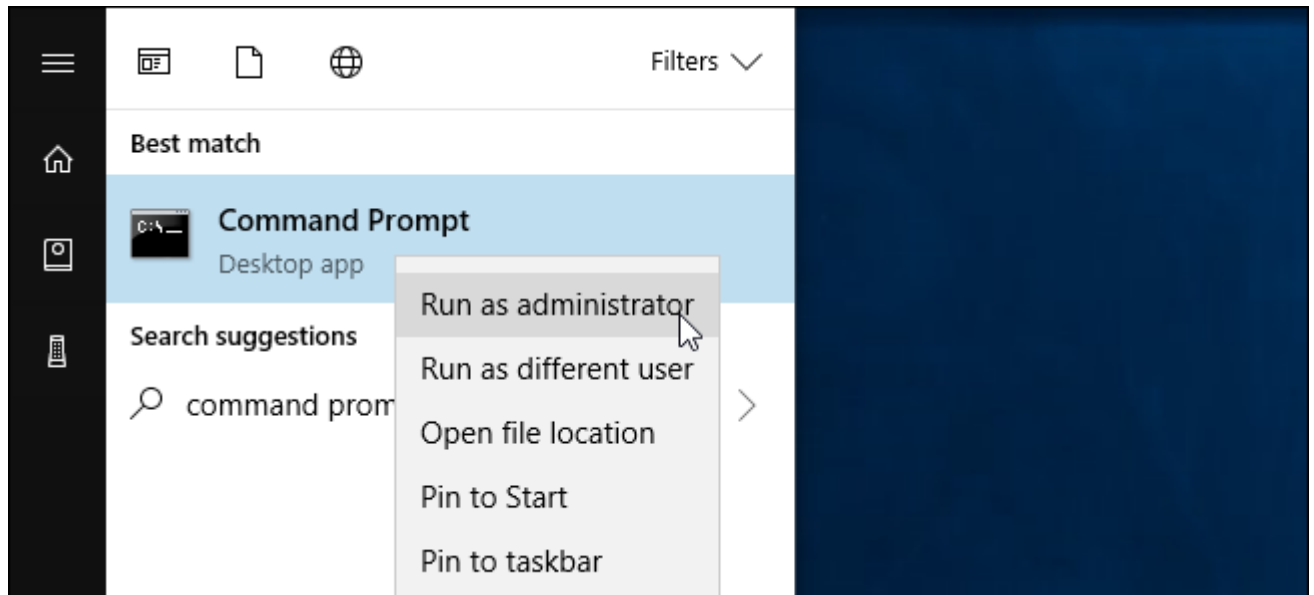 Filters
Best match
C:\_
Command Prompt
Desktop app
Run as administrator
Search suggestions
Run as different user
command prom
Open file location
Pin to Start
Pin to taskbar